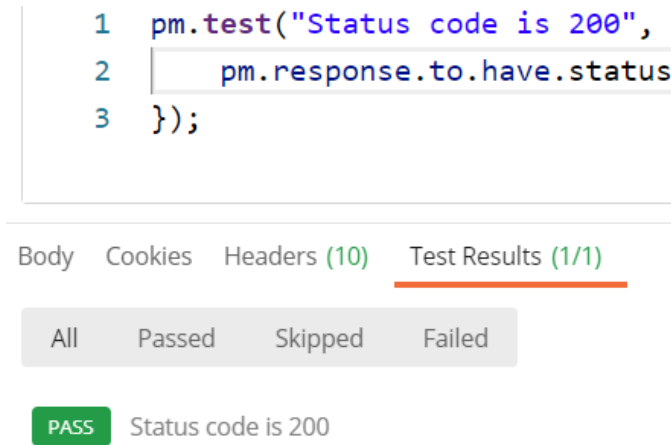 1 pm.test("Status code is 200",
2 pm.response.to.have.status
3 });
Body Cookies Headers (10) Test Results (1/1)
All Passed Skipped Failed
PASS Status code is 200